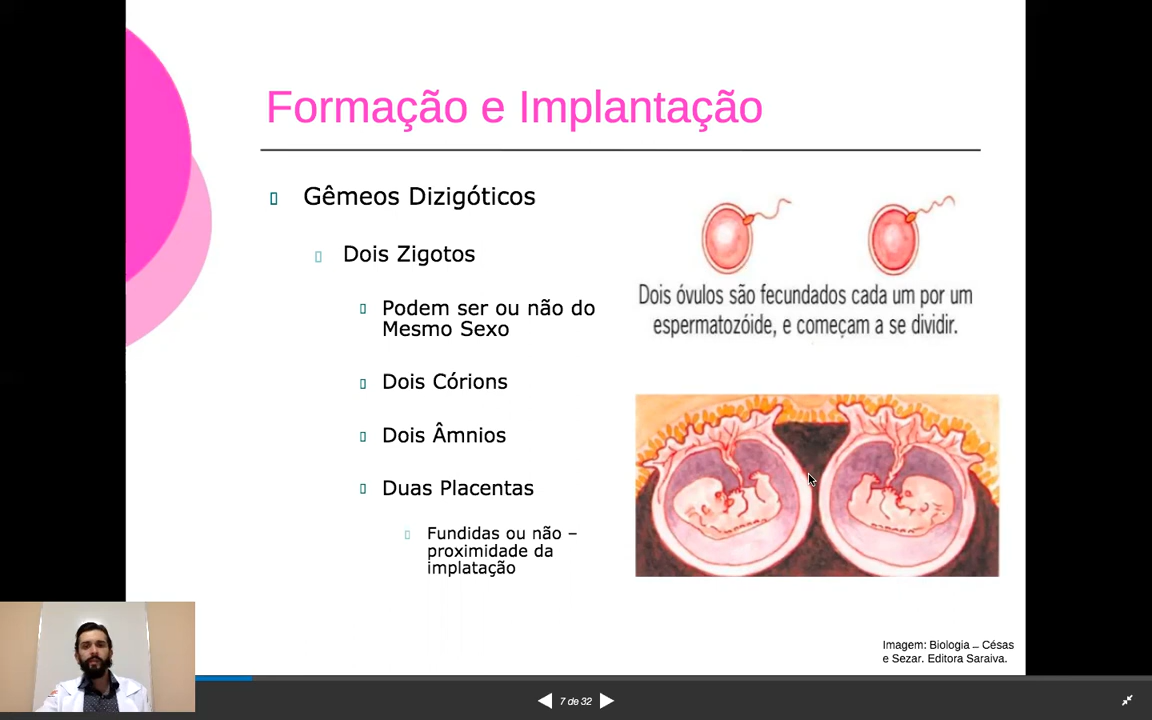 Formação e Implantação
Gêmeos Dizigóticos
Dois Zigotos
Podem ser ou não do
Mesmo Sexo
Dois Córions
Dois Âmnios
Duas Placentas
Fundidas ou não –
proximidade da
implatação
Dois óvulos são fecundados cada um por um
espermatozóide, e começam a se dividir.
Imagem: Biologia – Césas
e Sezar. Editora Saraiva.
7 de 32